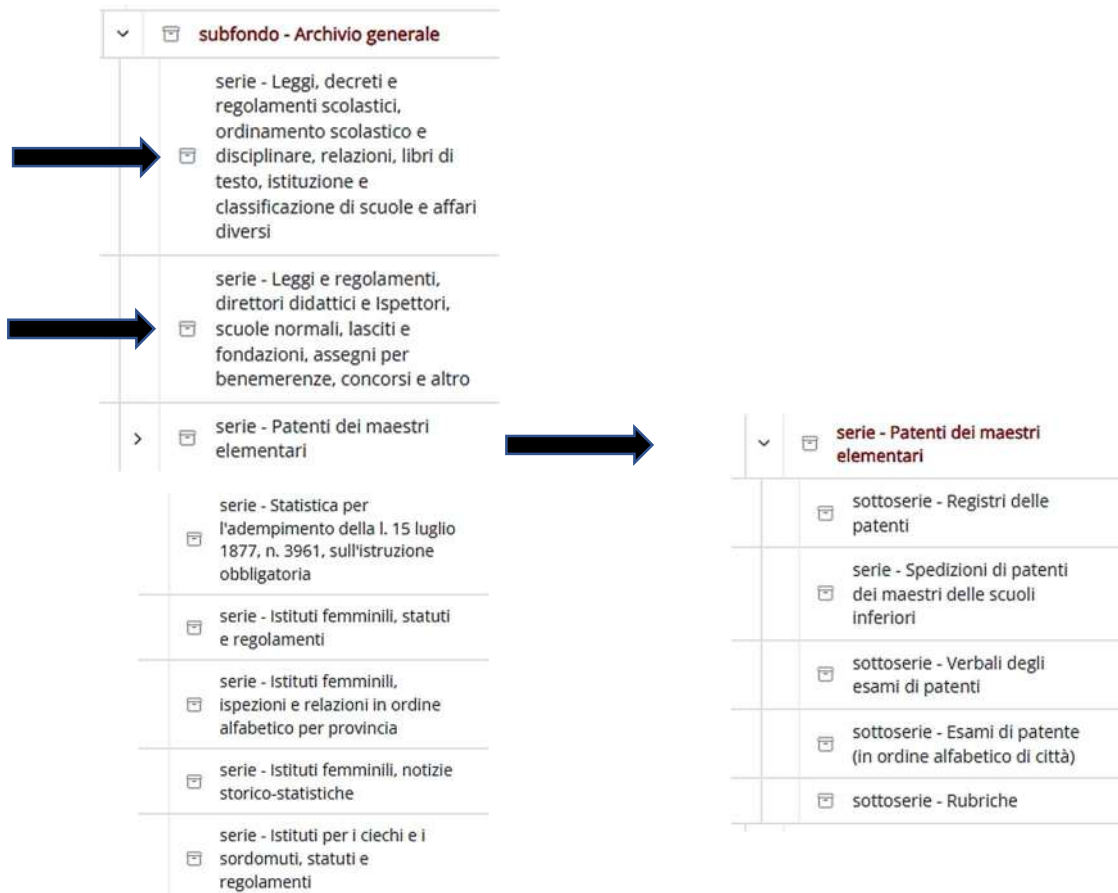 subfondo - Archivio generale
serie - Leggi, decreti e
regolamenti scolastici,
ordinamento scolastico e
disciplinare, relazioni, libri di
testo, istituzione e
classificazione di scuole e affari
diversi
serie - Leggi e regolamenti,
direttori didattici e Ispettori,
scuole normali, lasciti e
fondazioni, assegni per
benemerenze, concorsi e altro
serie - Patenti dei maestri
elementari
serie - Statistica per
l'adempimento della l. 15 luglio
1877, n. 3961, sull'istruzione
obbligatoria
serie - Istituti femminili, statuti
e regolamenti
serie - Istituti femminili,
ispezioni e relazioni in ordine
alfabetico per provincia
serie - Istituti femminili, notizie
storico-statistiche
serie - Istituti per i ciechi e i
sordomuti, statuti e
regolamenti
serie - Patenti dei maestri
elementari
sottoserie - Registri delle
patenti
serie - Spedizioni di patenti
dei maestri delle scuoli
inferiori
sottoserie - Verbali degli
esami di patenti
sottoserie - Esami di patente
(in ordine alfabetico di città)
sottoserie - Rubriche